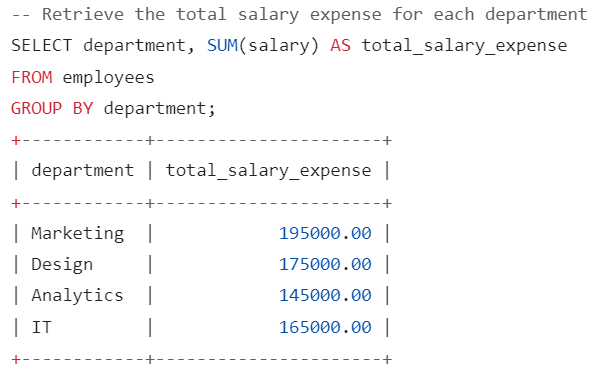 -- Retrieve the total salary expense for each department
SELECT department, SUM(salary) AS total_salary_expense
FROM employees
GROUP BY department;
+------------+----------------------+
| department | total_salary_expense |
+------------+----------------------+
| Marketing  |            195000.00 |
| Design     |            175000.00 |
| Analytics  |            145000.00 |
| IT         |            165000.00 |
+------------+----------------------+